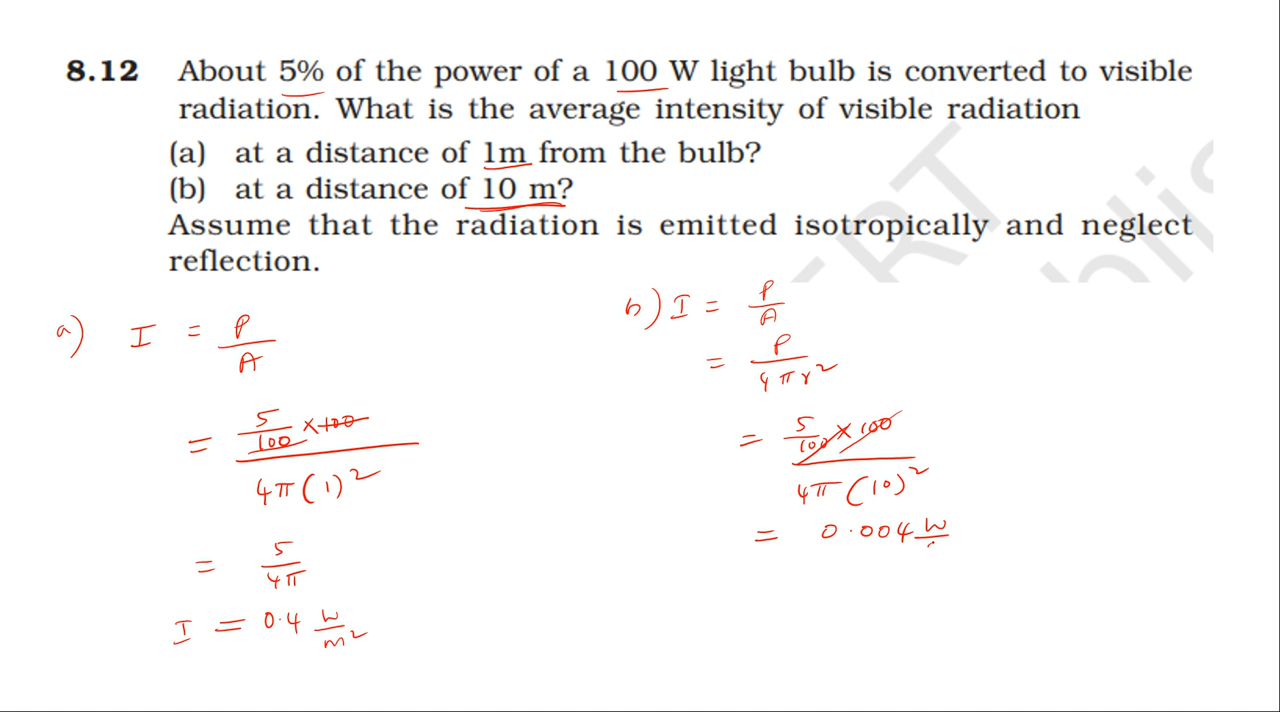 8.12 About 5% of the power of a 100 W light bulb is converted to visible
radiation. What is the average intensity of visible radiation
(a) at a distance of 1m from the bulb?
(b) at a distance of 10 m?
Assume that the radiation is emitted isotropically and neglect
reflection.
a) I = P/A
= 5/100 × 100 / 4π(1)²
= 5/4π
I = 0.4 W/m²
b) I = P/A
= P/4πr²
= 5/100 × 100 / 4π(10)²
= 0.004 W/